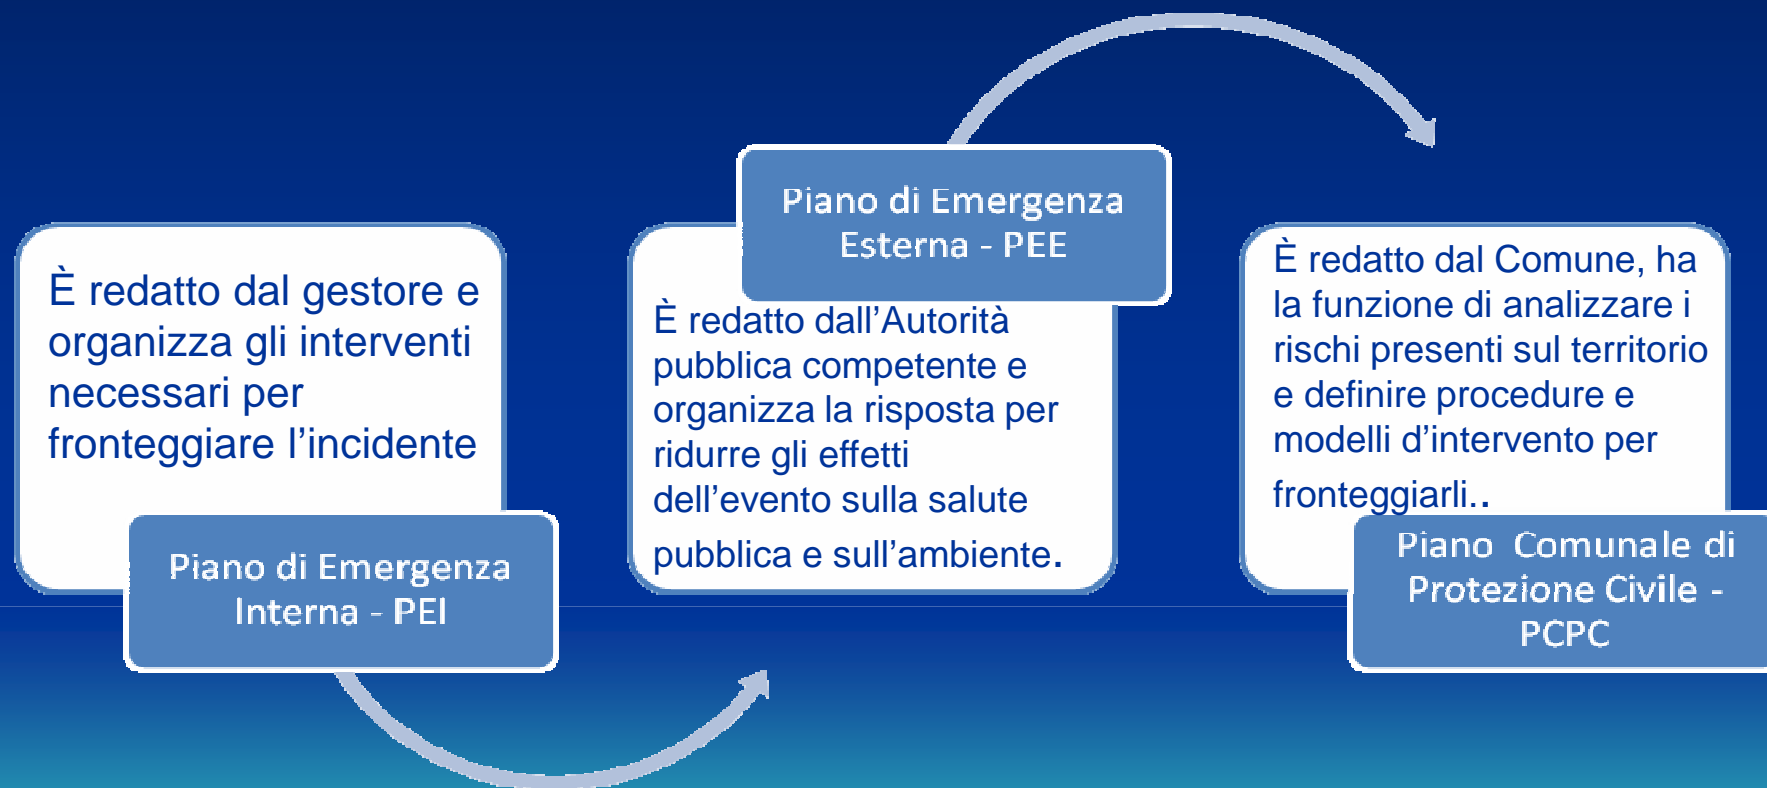 È redatto dal gestore e
organizza gli interventi
necessari per
fronteggiare l’incidente
Piano di Emergenza
Interna - PEI
Piano di Emergenza
Esterna - PEE
È redatto dall’Autorità
pubblica competente e
organizza la risposta per
ridurre gli effetti
dell’evento sulla salute
pubblica e sull’ambiente.
È redatto dal Comune, ha
la funzione di analizzare i
rischi presenti sul territorio
e definire procedure e
modelli d’intervento per
fronteggiarli..
Piano Comunale di
Protezione Civile -
PCPC